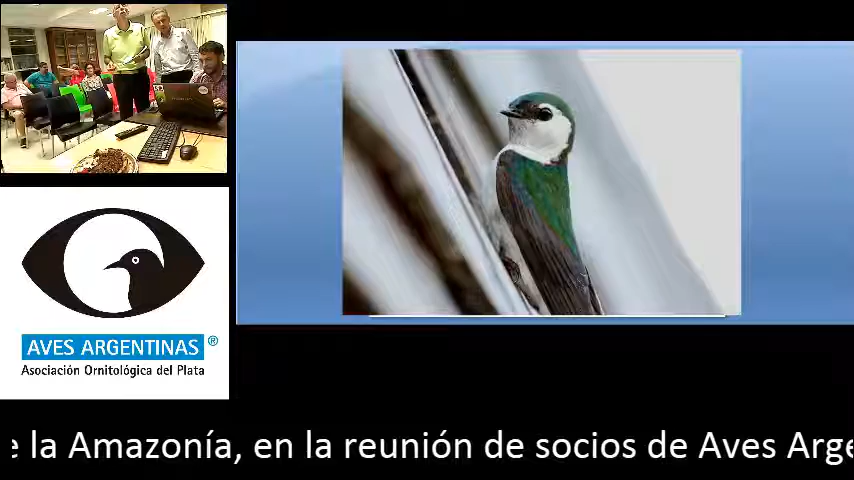 AVES ARGENTINAS®
Asociación Ornitológica del Plata
e la Amazonía, en la reunión de socios de Aves Arge